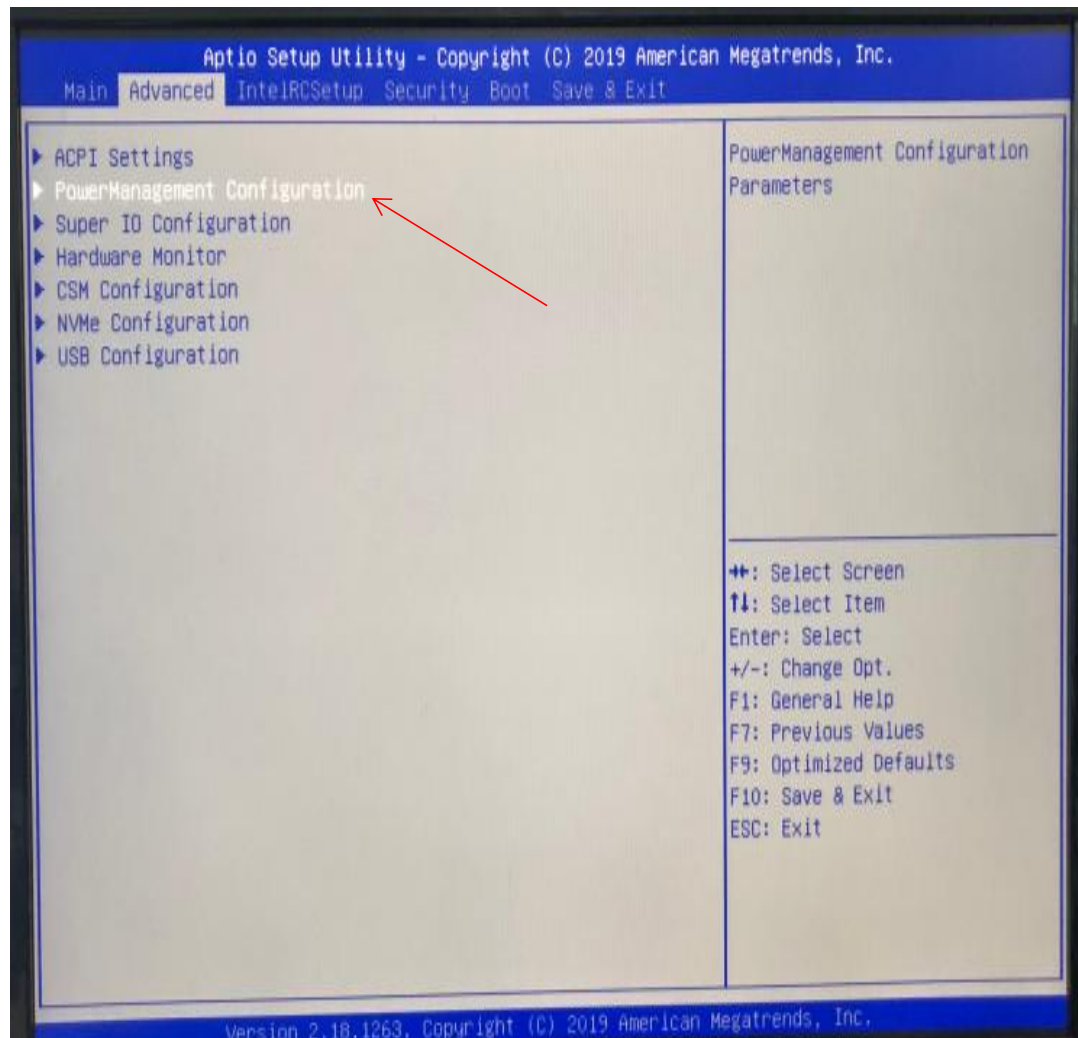 Aptio Setup Utility - Copyright (C) 2019 American Megatrends, Inc.
Main Advanced IntelRCSetup Security Boot Save & Exit
ACPI Settings
PowerManagement Configuration
Super IO Configuration
Hardware Monitor
CSM Configuration
NVMe Configuration
USB Configuration
PowerManagement Configuration
Parameters
→←: Select Screen
↑↓: Select Item
Enter: Select
+/-: Change Opt.
F1: General Help
F7: Previous Values
F9: Optimized Defaults
F10: Save & Exit
ESC: Exit
Version 2.18.1263. Copyright (C) 2019 American Megatrends, Inc.